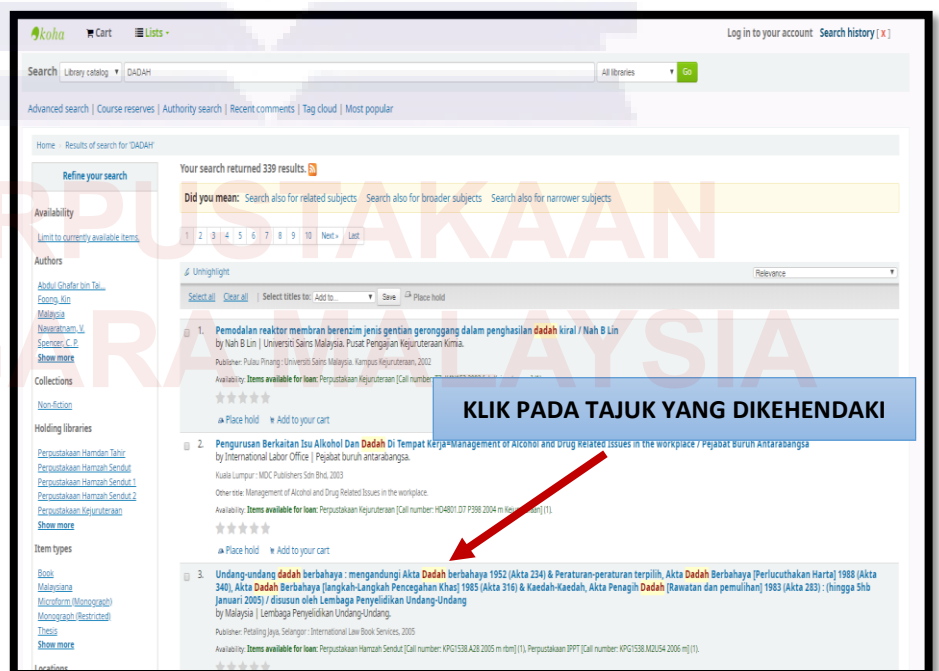 koha Cart Lists Log in to your account Search history [ x ]
Search Library catalog DADAH All libraries Go
Advanced search | Course reserves | Authority search | Recent comments | Tag cloud | Most popular
Home › Results of search for 'DADAH'
Refine your search
Availability
Limit to currently available items.
Authors
Abdul Ghafar bin Tai...
Foong, Kin
Malaysia
Navaratnam, V.
Spencer, C. P.
Show more
Collections
Non-fiction
Holding libraries
Perpustakaan Hamdan Tahir
Perpustakaan Hamzah Sendut
Perpustakaan Hamzah Sendut 1
Perpustakaan Hamzah Sendut 2
Perpustakaan Kejuruteraan
Show more
Item types
Book
Malaysiana
Microform (Monograph)
Monograph (Restricted)
Thesis
Show more
Locations
Your search returned 339 results.
Did you mean: Search also for related subjects Search also for broader subjects Search also for narrower subjects
1 2 3 4 5 6 7 8 9 10 Next» Last
Unhighlight Relevance
Select all Clear all | Select titles to: Add to... Save Place hold
1. Pemodalan reaktor membran berenzim jenis gentian geronggang dalam penghasilan dadah kiral / Nah B Lin
by Nah B Lin | Universiti Sains Malaysia. Pusat Pengajian Kejuruteraan Kimia.
Publisher: Pulau Pinang : Universiti Sains Malaysia. Kampus Kejuruteraan, 2002
Availability: Items available for loan: Perpustakaan Kejuruteraan [Call number:
Place hold Add to your cart
KLIK PADA TAJUK YANG DIKEHENDAKI
2. Pengurusan Berkaitan Isu Alkohol Dan Dadah Di Tempat Kerja=Management of Alcohol and Drug Related Issues in the workplace / Pejabat Buruh Antarabangsa
by International Labor Office | Pejabat buruh antarabangsa.
Kuala Lumpur : MDC Publishers Sdn Bhd, 2003
Other title: Management of Alcohol and Drug Related Issues in the workplace.
Availability: Items available for loan: Perpustakaan Kejuruteraan [Call number: HD4801.D7 P398 2004 m (1).
Place hold Add to your cart
3. Undang-undang dadah berbahaya : mengandungi Akta Dadah berbahaya 1952 (Akta 234) & Peraturan-peraturan terpilih, Akta Dadah Berbahaya [Perlucuthakan Harta] 1988 (Akta
340), Akta Dadah Berbahaya [langkah-Langkah Pencegahan Khas] 1985 (Akta 316) & Kaedah-Kaedah, Akta Penagih Dadah [Rawatan dan pemulihan] 1983 (Akta 283) : (hingga 5hb
Januari 2005) / disusun oleh Lembaga Penyelidikan Undang-Undang
by Malaysia | Lembaga Penyelidikan Undang-Undang.
Publisher: Petaling Jaya, Selangor : International Law Book Services, 2005
Availability: Items available for loan: Perpustakaan Hamzah Sendut [Call number: KPG1538.A28 2005 m rbm] (1), Perpustakaan IPPT [Call number: KPG1538.M2U54 2006 m] (1).
RPUSTAKAAN
ARA MALAYSIA